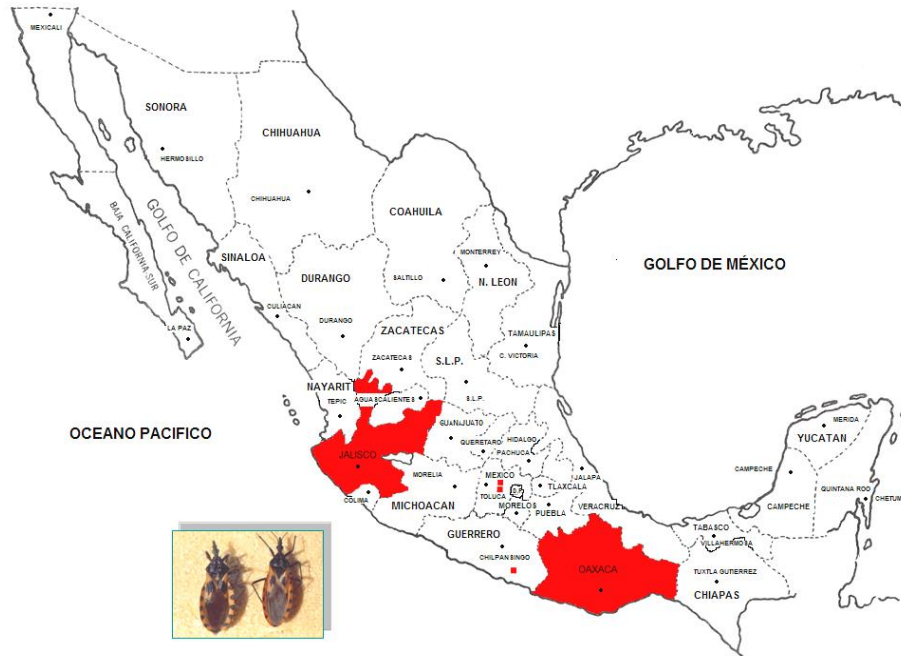 MEXICALI
SONORA
HERMOSILLO
CHIHUAHUA
CHIHUAHUA
BAJA CALIFORNIA SUR
GOLFO DE CALIFORNIA
COAHUILA
SINALOA
MONTERREY
GOLFO DE MÉXICO
DURANGO
SALTILLO
N. LEON
CULIACAN
LA PAZ
DURANGO
ZACATECAS
TAMAULIPAS
C. VICTORIA
ZACATECAS
S.L.P.
NAYARIT
TEPIC
AGUASCALIENTES
S.L.P.
OCEANO PACIFICO
GUANAJUATO
QUERETARO
HIDALGO
PACHUCA
MERIDA
YUCATAN
JALISCO
MORELIA
MEXICO
JALAPA
CAMPECHE
QUINTANA ROO
COLIMA
MICHOACAN
TOLUCA
D.F.
TLAXCALA
CHETUM
MORELOS
PUEBLA
VERACRUZ
CAMPECHE
GUERRERO
TABASCO
VILLAHERMOSA
CHILPANSINGO
OAXACA
TUXTLA GUTIERREZ
CHIAPAS